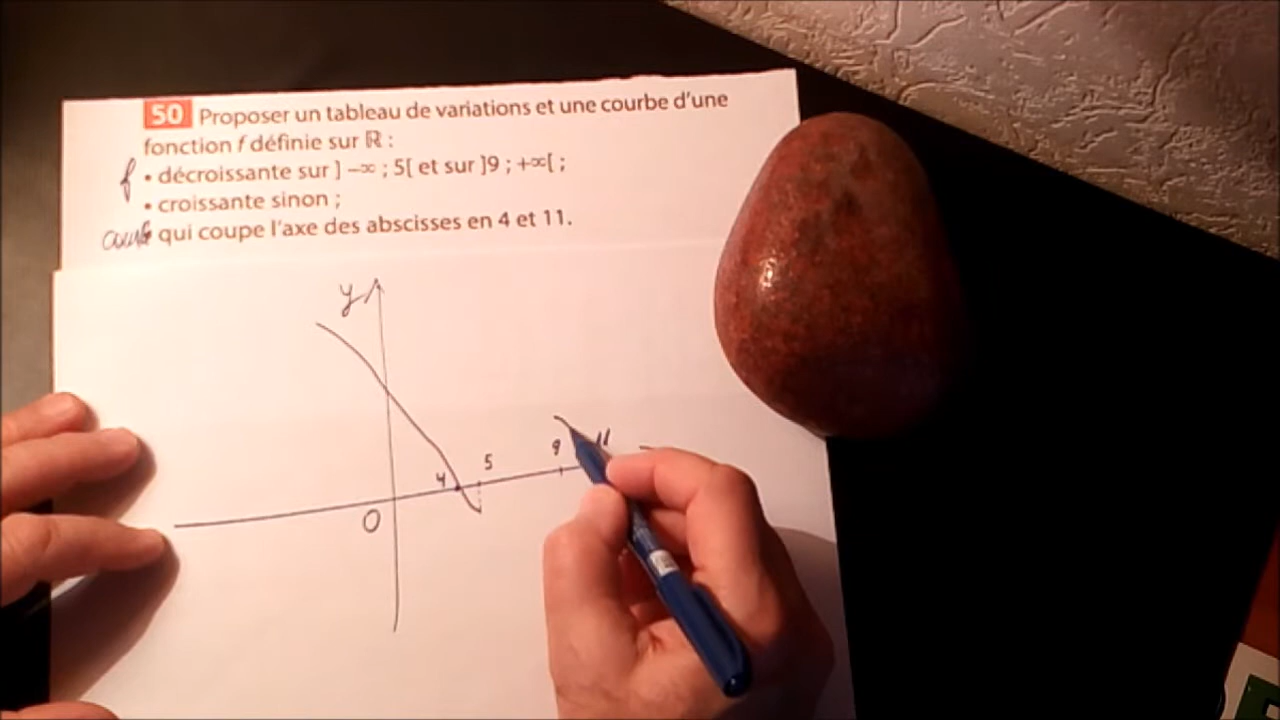 50 Proposer un tableau de variations et une courbe d'une
fonction f définie sur ℝ :
f • décroissante sur ] −∞ ; 5[ et sur ]9 ; +∞[ ;
• croissante sinon ;
courbe qui coupe l'axe des abscisses en 4 et 11.
y
4 5 9 11
O